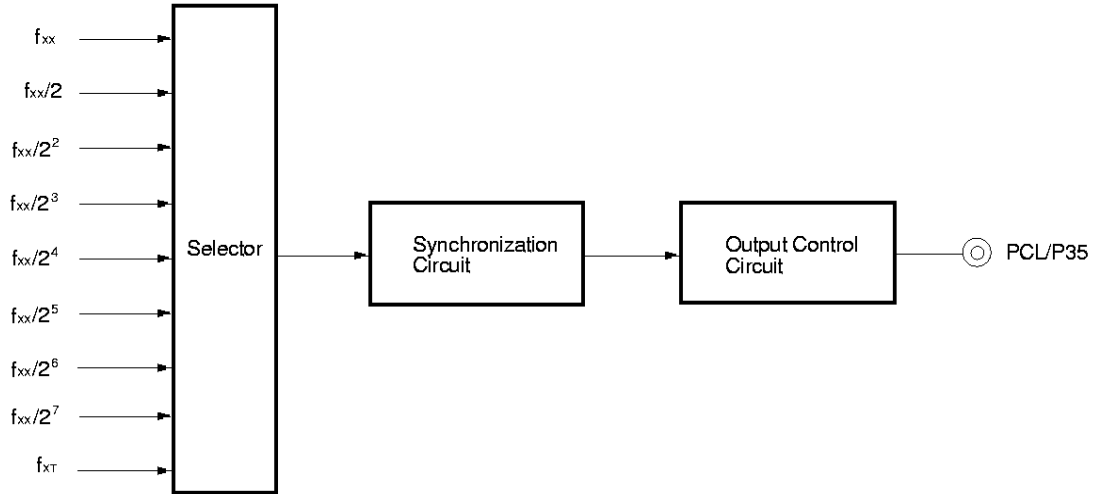 fxx
fxx/2
fxx/2²
fxx/2³
fxx/2⁴
fxx/2⁵
fxx/2⁶
fxx/2⁷
fXT
Selector
Synchronization
Circuit
Output Control
Circuit
PCL/P35